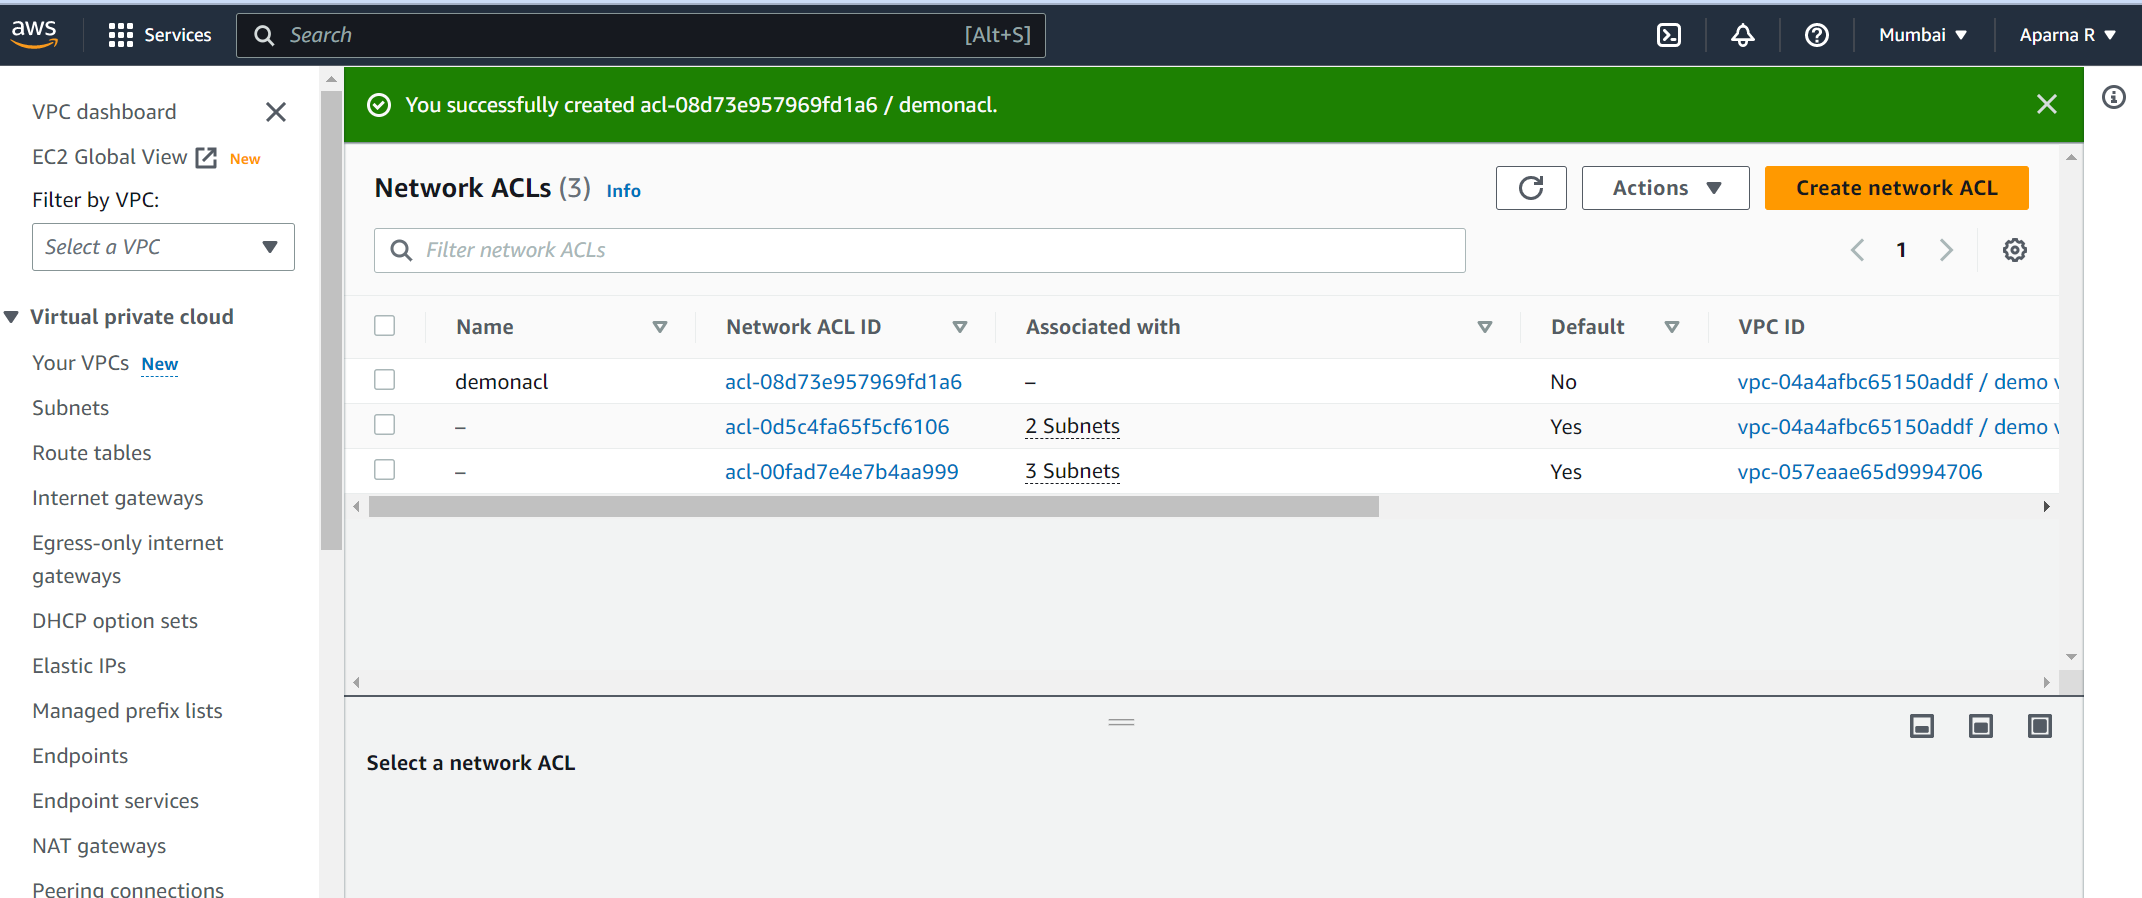 aws
Services
Search [Alt+S]
Mumbai
Aparna R
VPC dashboard
EC2 Global View New
Filter by VPC:
Select a VPC
Virtual private cloud
Your VPCs New
Subnets
Route tables
Internet gateways
Egress-only internet
gateways
DHCP option sets
Elastic IPs
Managed prefix lists
Endpoints
Endpoint services
NAT gateways
Peering connections
You successfully created acl-08d73e957969fd1a6 / demonacl.
Network ACLs (3) Info
Actions
Create network ACL
Filter network ACLs
1
Name Network ACL ID Associated with Default VPC ID
demonacl acl-08d73e957969fd1a6 – No vpc-04a4afbc65150addf / demo v
– acl-0d5c4fa65f5cf6106 2 Subnets Yes vpc-04a4afbc65150addf / demo v
– acl-00fad7e4e7b4aa999 3 Subnets Yes vpc-057eaae65d9994706
Select a network ACL